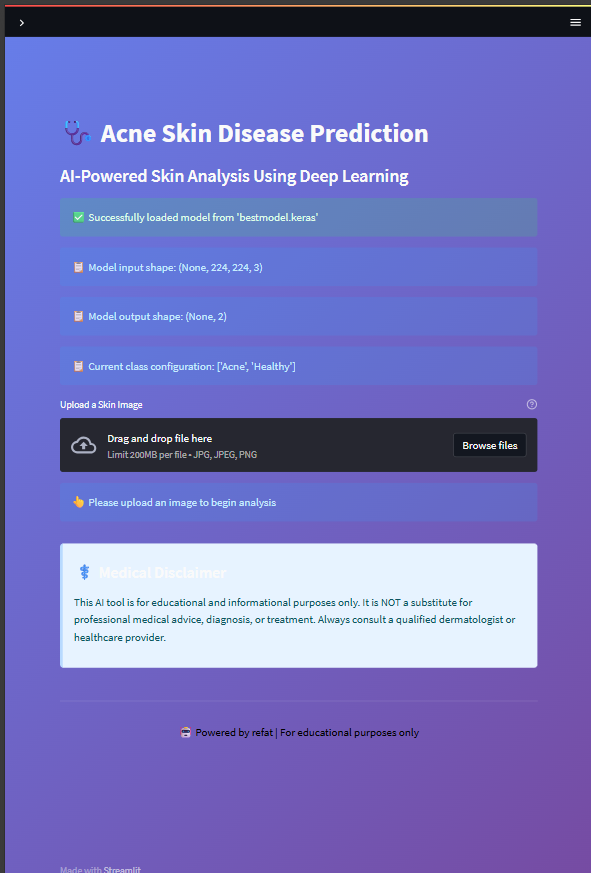 Acne Skin Disease Prediction
AI-Powered Skin Analysis Using Deep Learning
Successfully loaded model from 'bestmodel.keras'
Model input shape: (None, 224, 224, 3)
Model output shape: (None, 2)
Current class configuration: ['Acne', 'Healthy']
Upload a Skin Image
Drag and drop file here
Limit 200MB per file • JPG, JPEG, PNG
Browse files
Please upload an image to begin analysis
Medical Disclaimer
This AI tool is for educational and informational purposes only. It is NOT a substitute for
professional medical advice, diagnosis, or treatment. Always consult a qualified dermatologist or
healthcare provider.
Powered by refat | For educational purposes only
Made with Streamlit